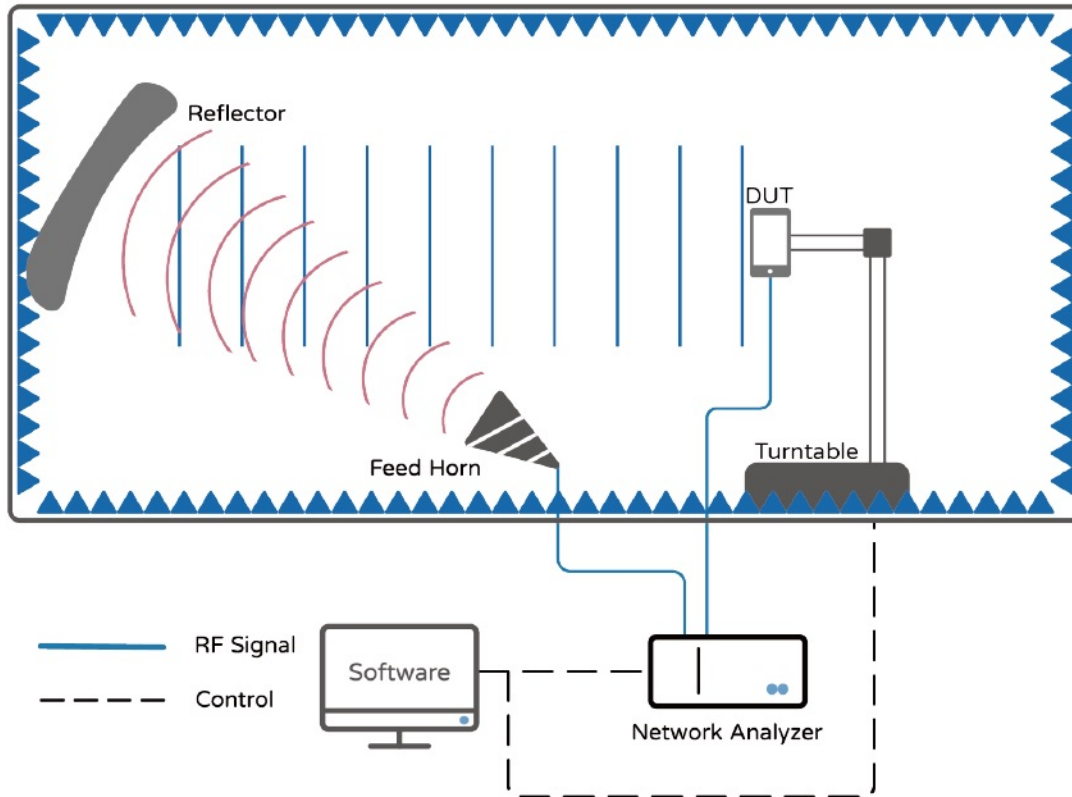 Reflector
DUT
Feed Horn
Turntable
RF Signal
Software
Control
Network Analyzer